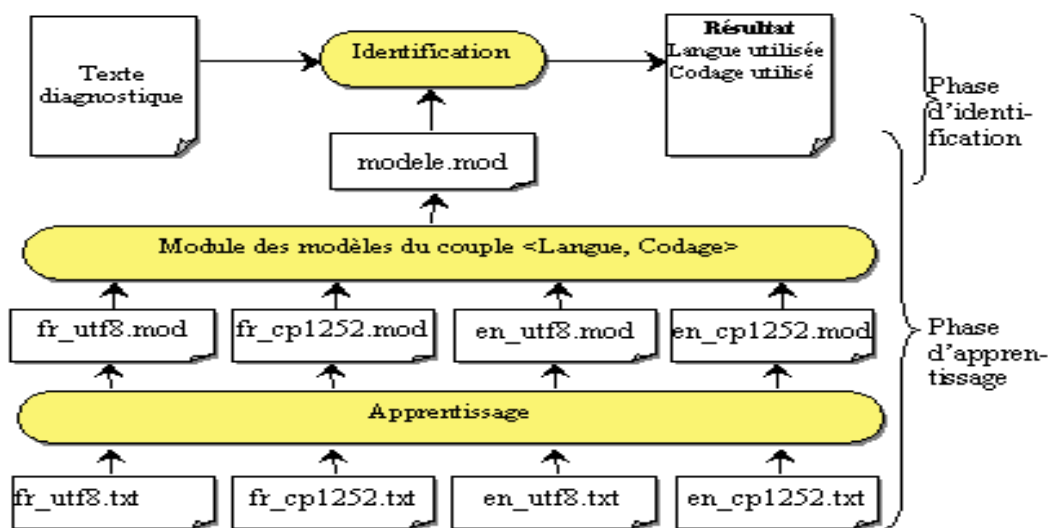 Texte
diagnostique
Identification
Résultat
Langue utilisée
Codage utilisé
Phase
d'identi-
fication
modele.mod
Module des modèles du couple <Langue, Codage>
fr_utf8.mod
fr_cp1252.mod
en_utf8.mod
en_cp1252.mod
Phase
d'appren-
tissage
Apprentissage
fr_utf8.txt
fr_cp1252.txt
en_utf8.txt
en_cp1252.txt